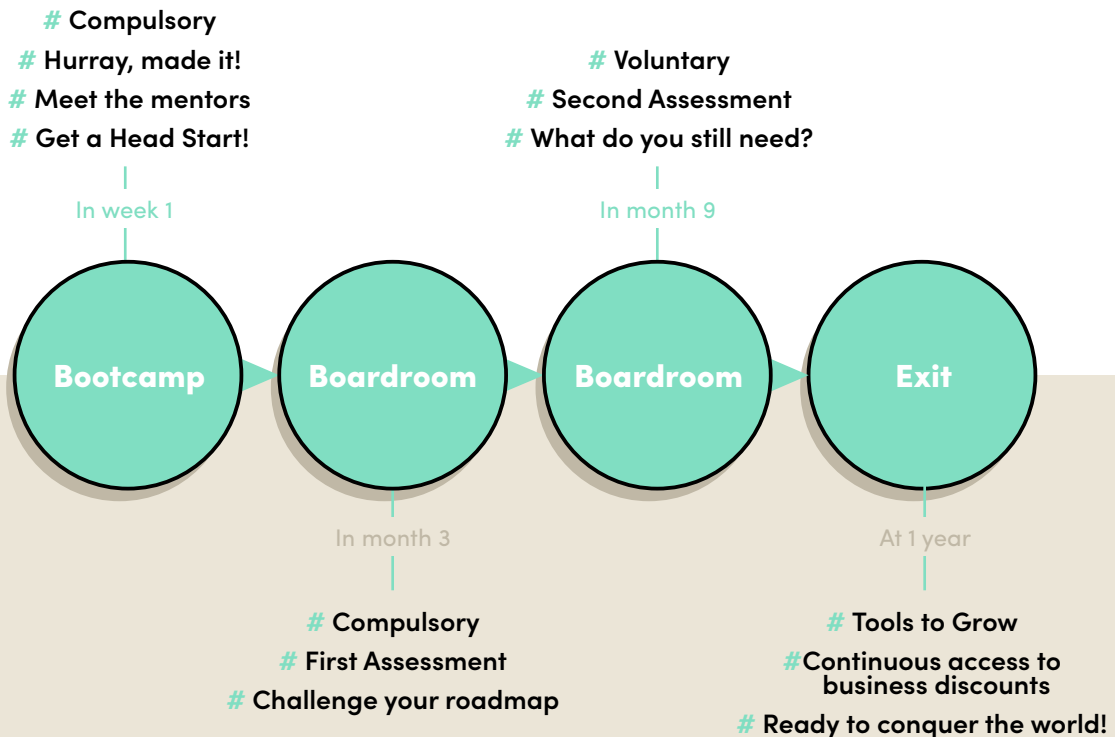 # Compulsory
# Hurray, made it!
# Meet the mentors
# Get a Head Start!
In week 1
# Voluntary
# Second Assessment
# What do you still need?
In month 9
Bootcamp
Boardroom
Boardroom
Exit
In month 3
# Compulsory
# First Assessment
# Challenge your roadmap
At 1 year
# Tools to Grow
#Continuous access to
business discounts
# Ready to conquer the world!